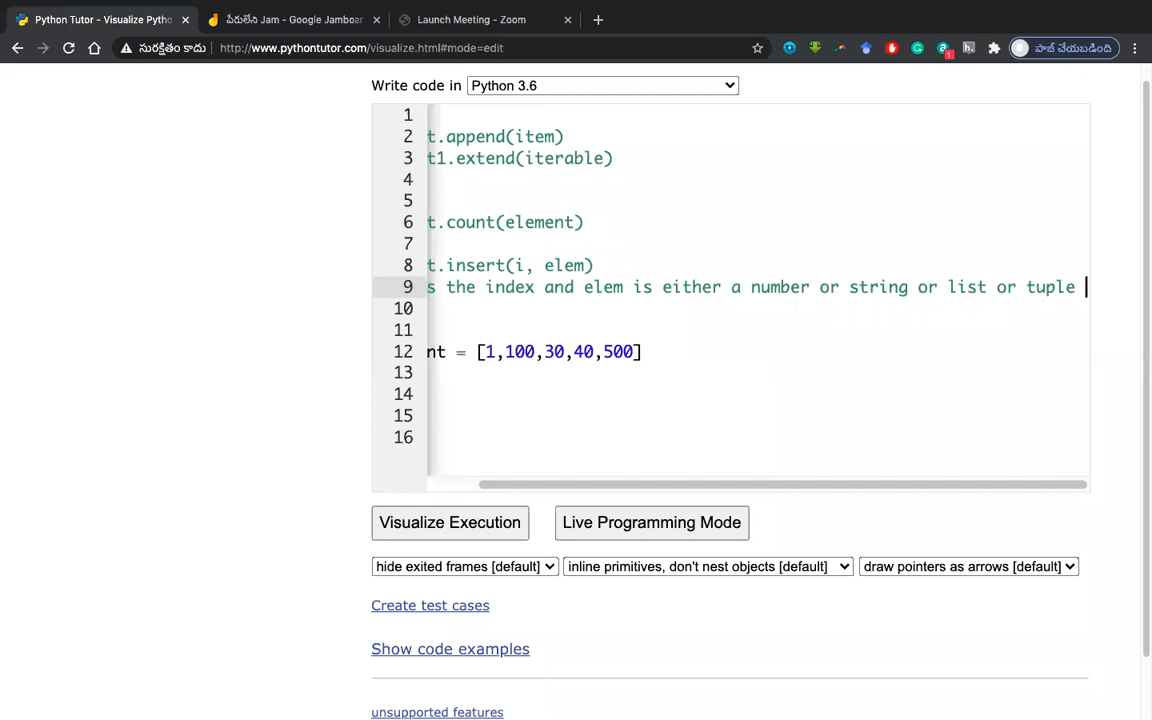 Python Tutor - Visualize Pytho
పేరులేని Jam - Google Jamboar
Launch Meeting - Zoom
సురక్షితం కాదు
http://www.pythontutor.com/visualize.html#mode=edit
పాజ్ చేయబడింది
Write code in Python 3.6
1
2 t.append(item)
3 t1.extend(iterable)
4
5
6 t.count(element)
7
8 t.insert(i, elem)
9 s the index and elem is either a number or string or list or tuple
10
11
12 nt = [1,100,30,40,500]
13
14
15
16
Visualize Execution Live Programming Mode
hide exited frames [default] inline primitives, don't nest objects [default] draw pointers as arrows [default]
Create test cases
Show code examples
unsupported features